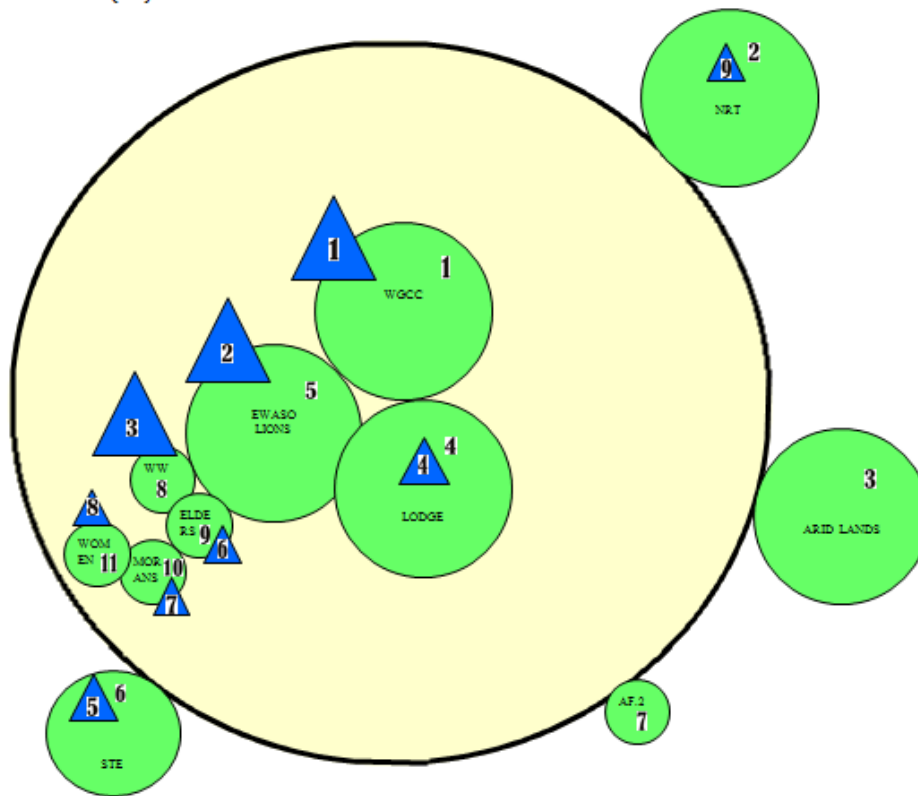 9 2
NRT
1
1
WGCC
2
5
EWASO
LIONS
3
WW
8
4
4
LODGE
3
ARID LANDS
8
ELDE
RS 9
6
WOM
EN 11
MOR 10
ANS
7
5 6
STE
AF.2
7